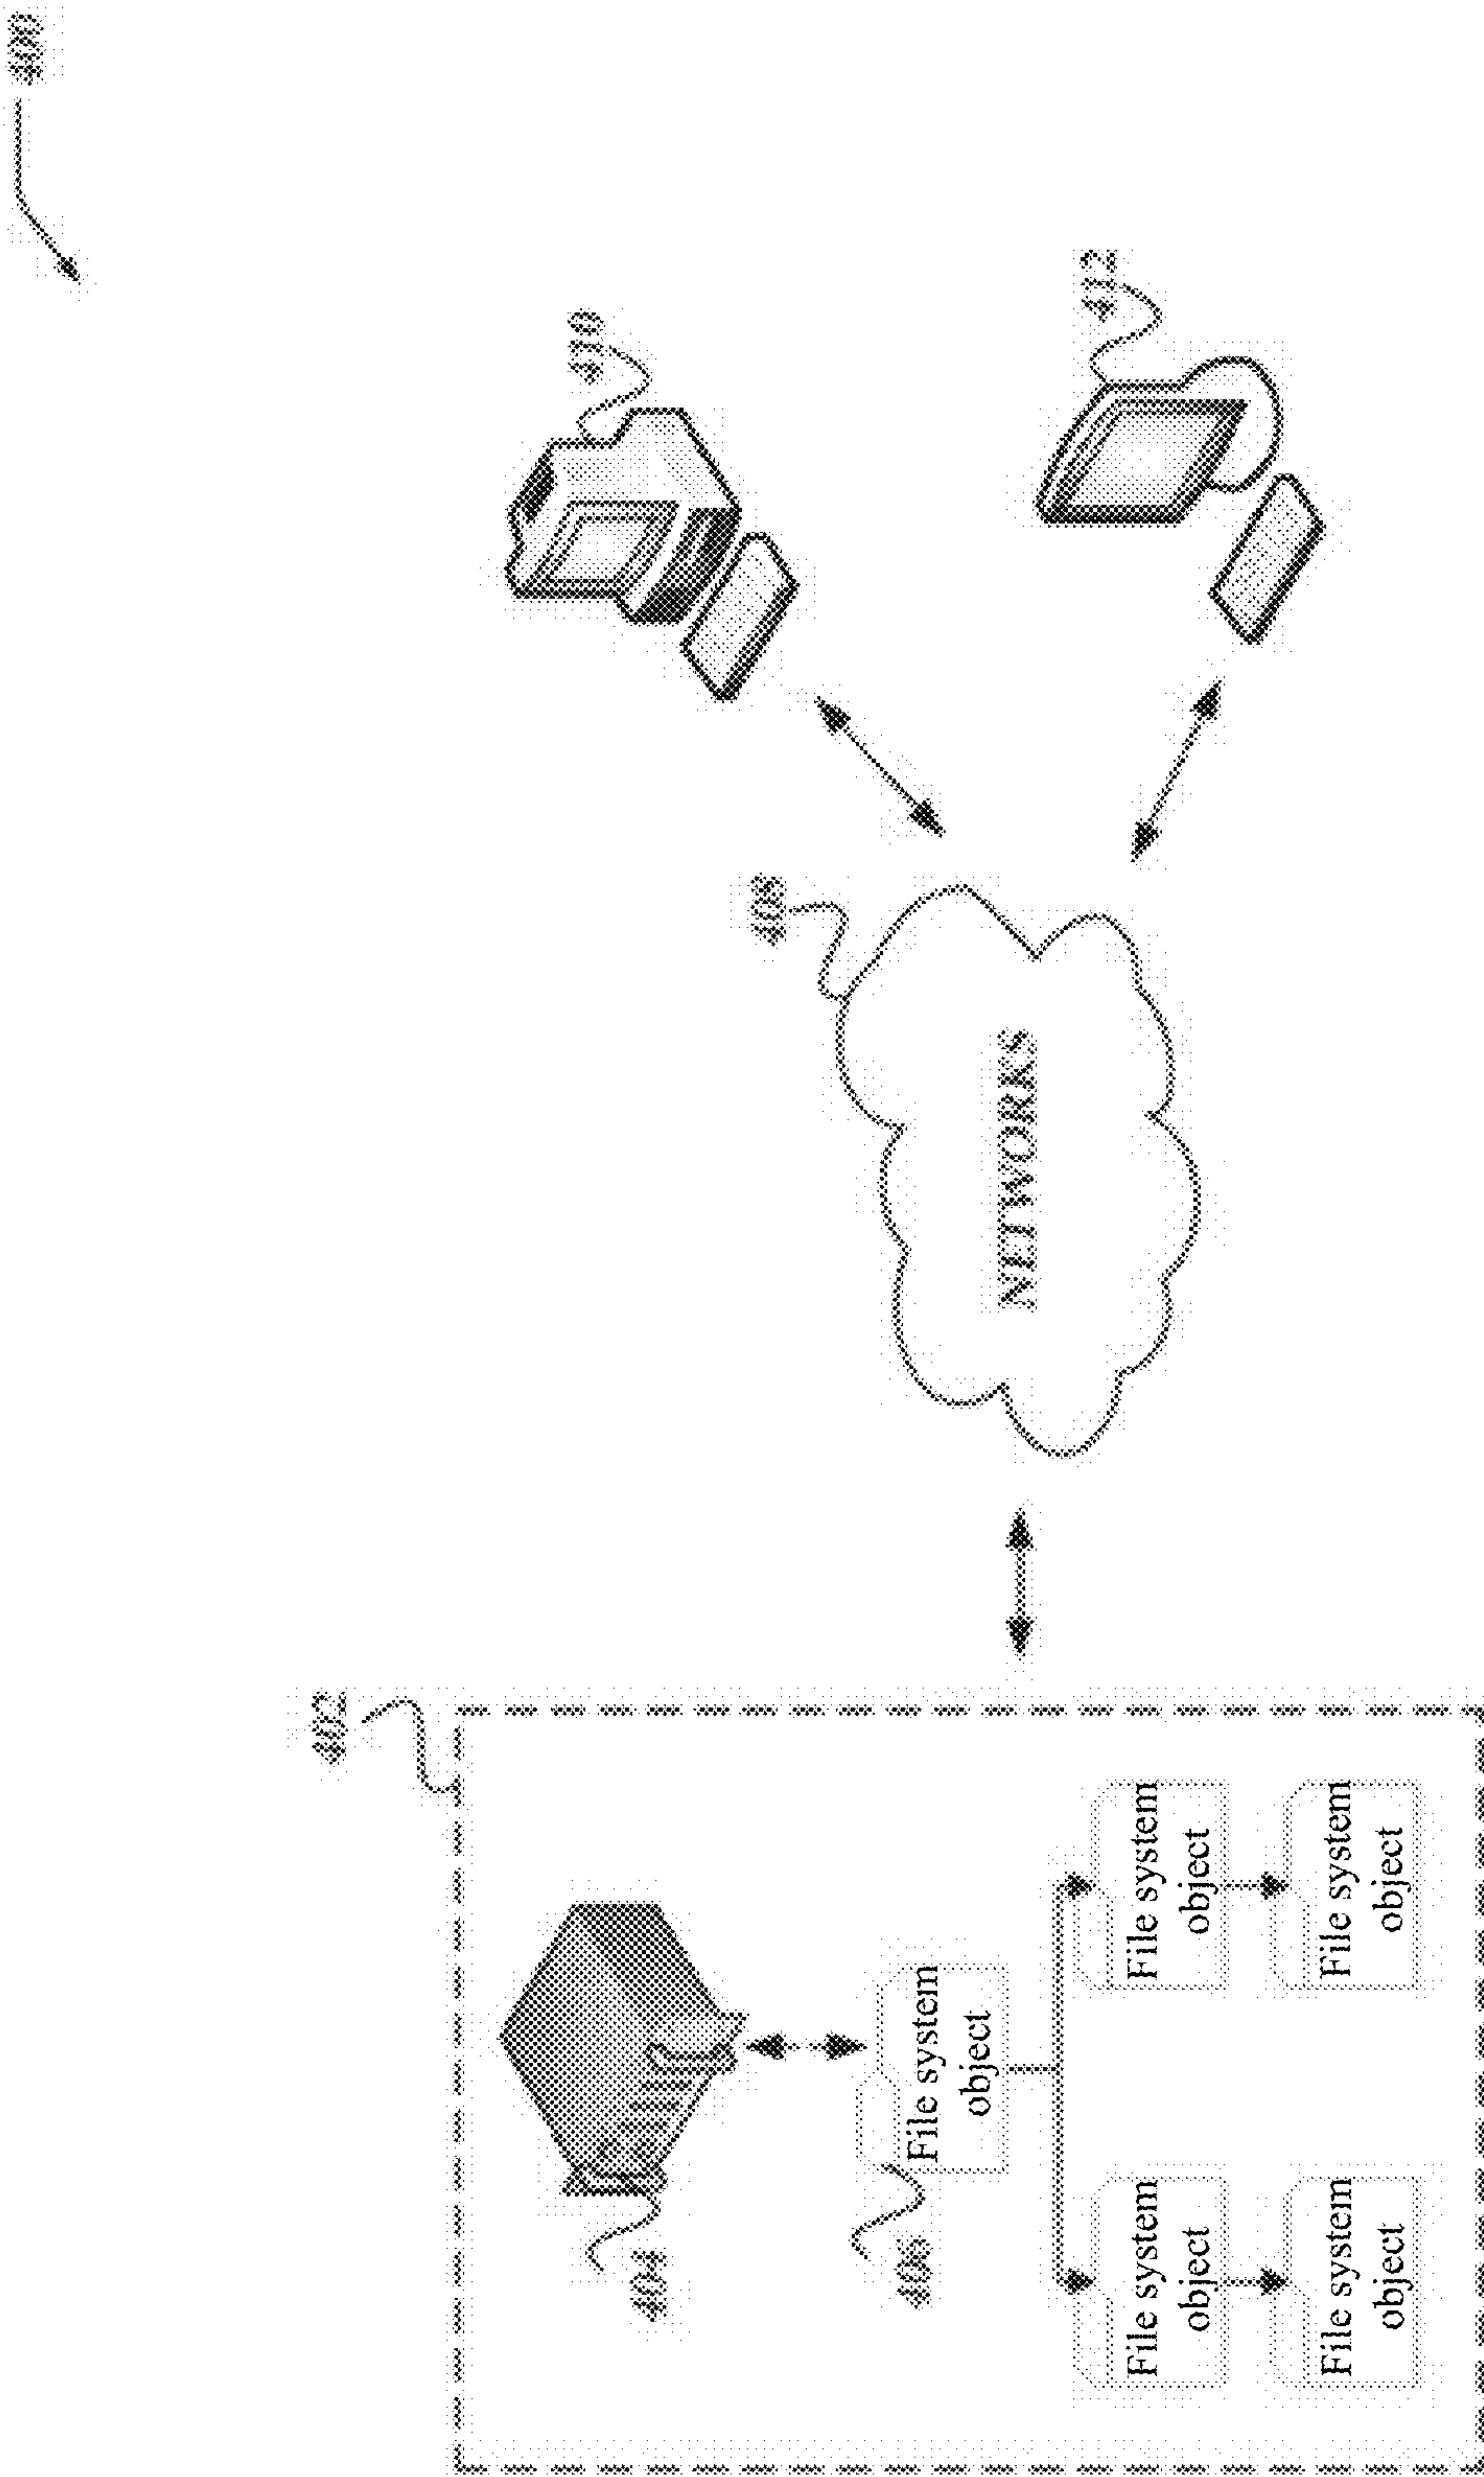 400
402
404
File system
object
406
File system
object
File system
object
File system
object
File system
object
NETWORKS
408
410
412